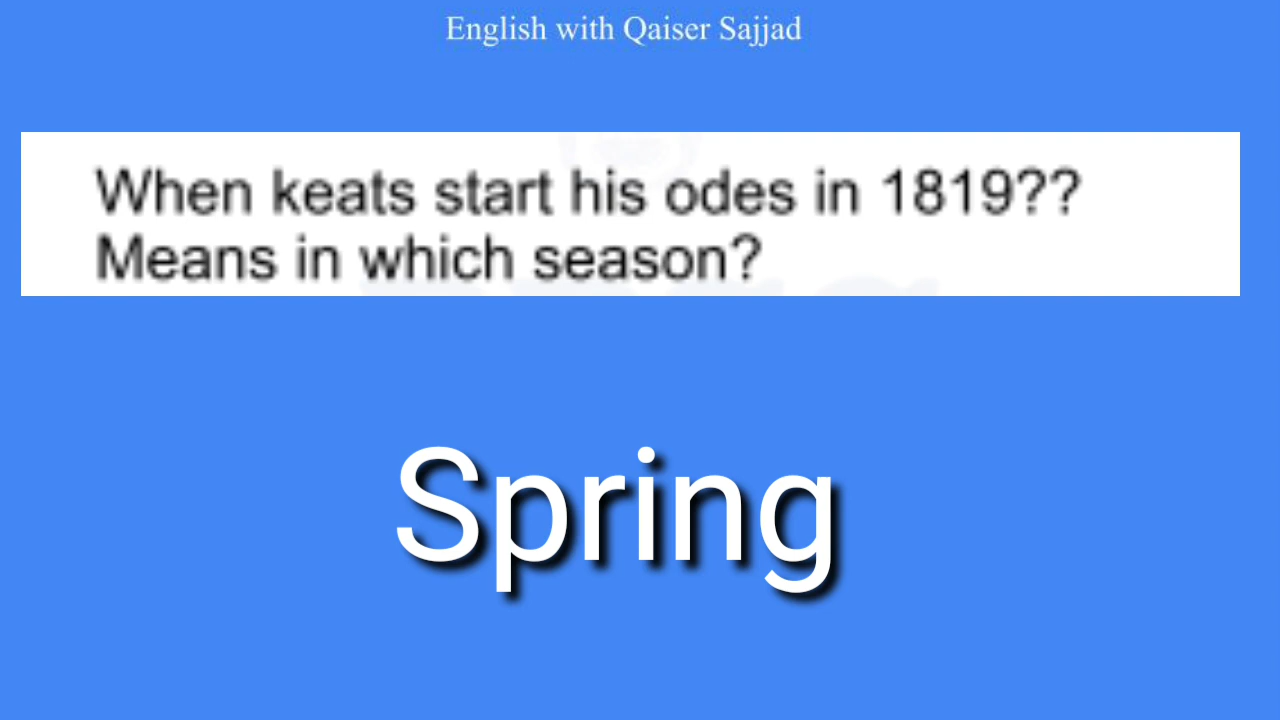 English with Qaiser Sajjad
When keats start his odes in 1819??
Means in which season?
Spring